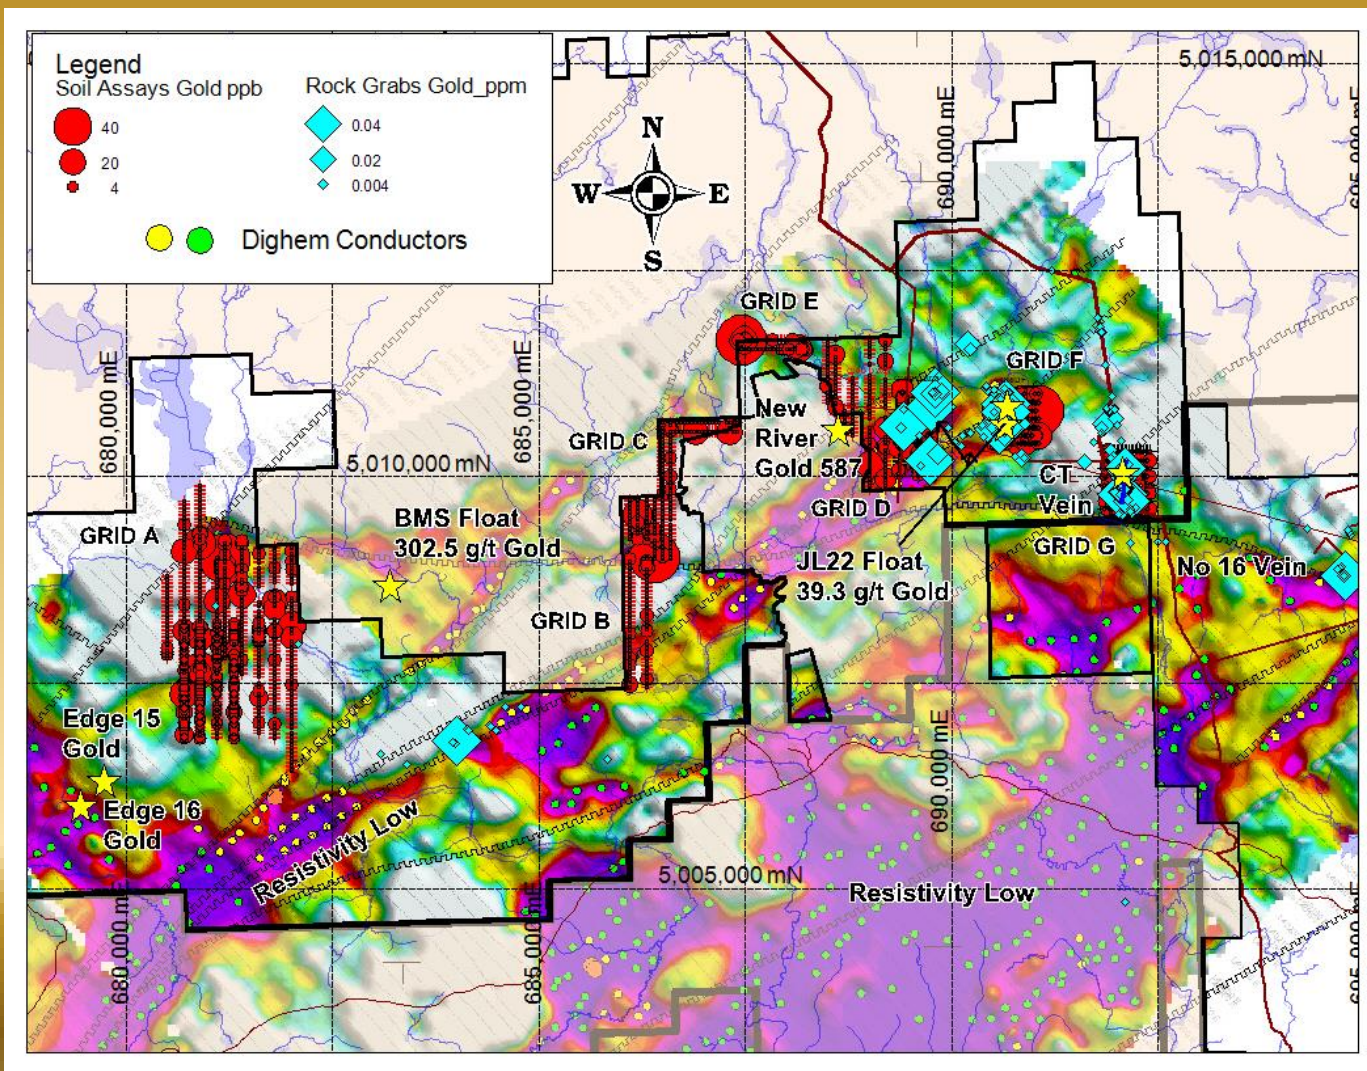 Legend
Soil Assays Gold ppb
40
20
4
Rock Grabs Gold_ppm
0.04
0.02
0.004
Dighem Conductors
N
W
E
S
5,015,000 mN
690,000 mE
GRID E
GRID F
680,000 mE
685,000 mE
New
River
Gold 587
GRID C
5,010,000 mN
CT
Vein
BMS Float
302.5 g/t Gold
GRID D
GRID A
GRID G
JL22 Float
39.3 g/t Gold
No 16 Vein
GRID B
Edge 15
Gold
Edge 16
Gold
Resistivity Low
690,000 mE
5,005,000 mN
Resistivity Low
680,000 mE
685,000 mE